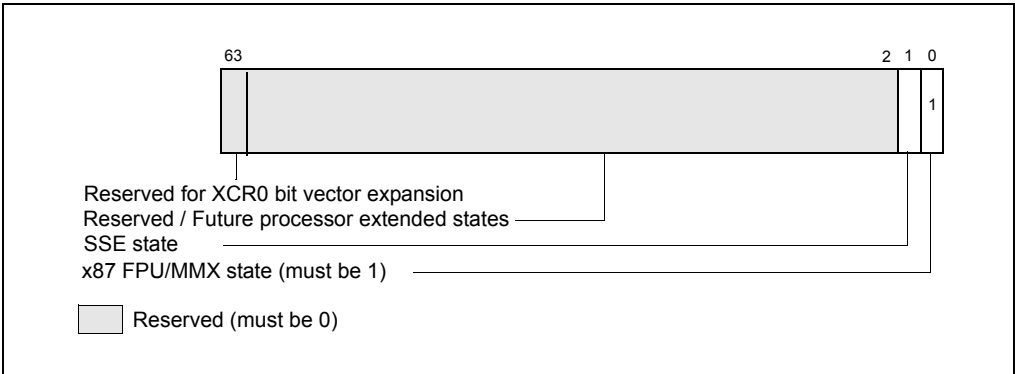 63 2 1 0
1
Reserved for XCR0 bit vector expansion
Reserved / Future processor extended states
SSE state
x87 FPU/MMX state (must be 1)
Reserved (must be 0)